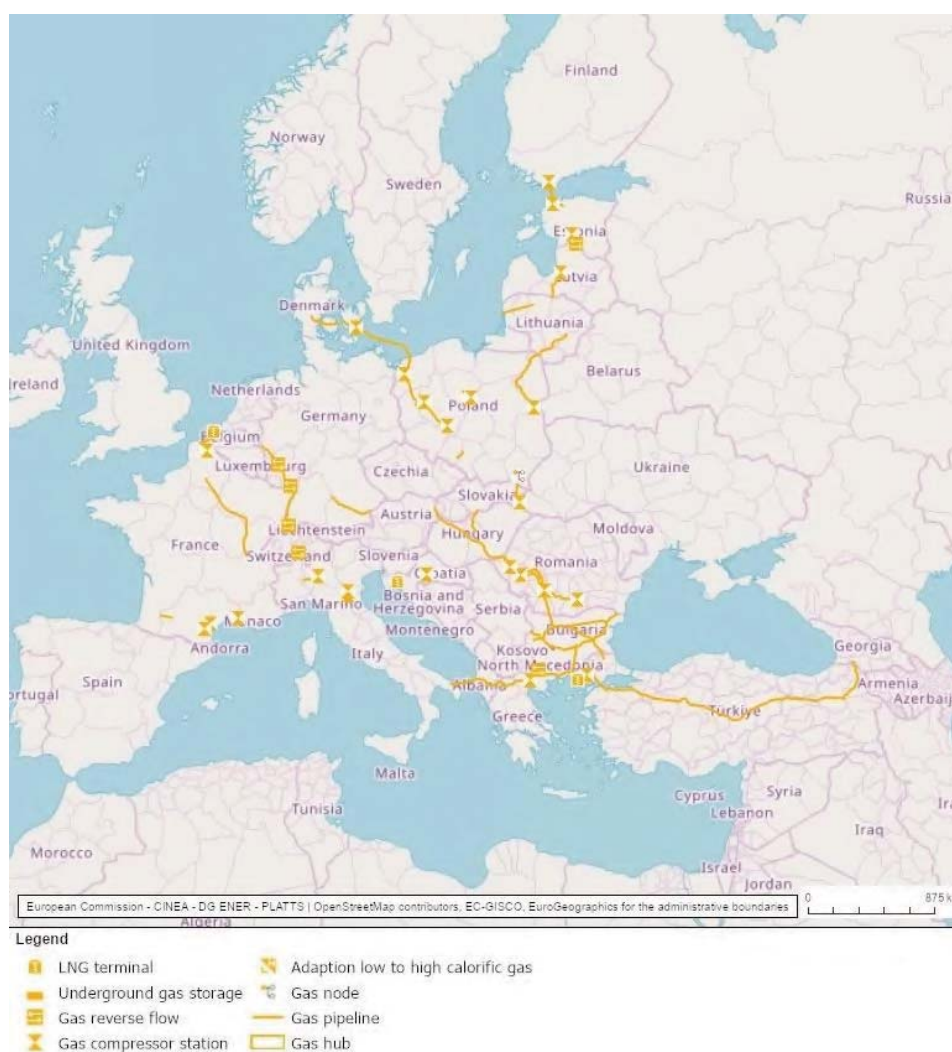 Finland
Norway
Sweden
Russia
Estonia
Latvia
Denmark
Lithuania
United Kingdom
Belarus
Ireland
Netherlands
Poland
Germany
Belgium
Luxembourg
Czechia
Ukraine
Slovakia
Austria
Liechtenstein
Moldova
Hungary
France
Switzerland
Slovenia
Romania
Croatia
San Marino
Bosnia and
Herzegovina
Serbia
Monaco
Montenegro
Bulgaria
Andorra
Italy
Kosovo
Georgia
North Macedonia
Portugal
Spain
Albania
Armenia
Azerbaij
Türkiye
Greece
Malta
Cyprus
Syria
Lebanon
Tunisia
Iraq
Morocco
Israel
Jordan
European Commission - CINEA - DG ENER - PLATTS | OpenStreetMap contributors, EC-GISCO, EuroGeographics for the administrative boundaries
0 875 k
Algeria
Legend
LNG terminal
Adaption low to high calorific gas
Underground gas storage
Gas node
Gas reverse flow
Gas pipeline
Gas compressor station
Gas hub